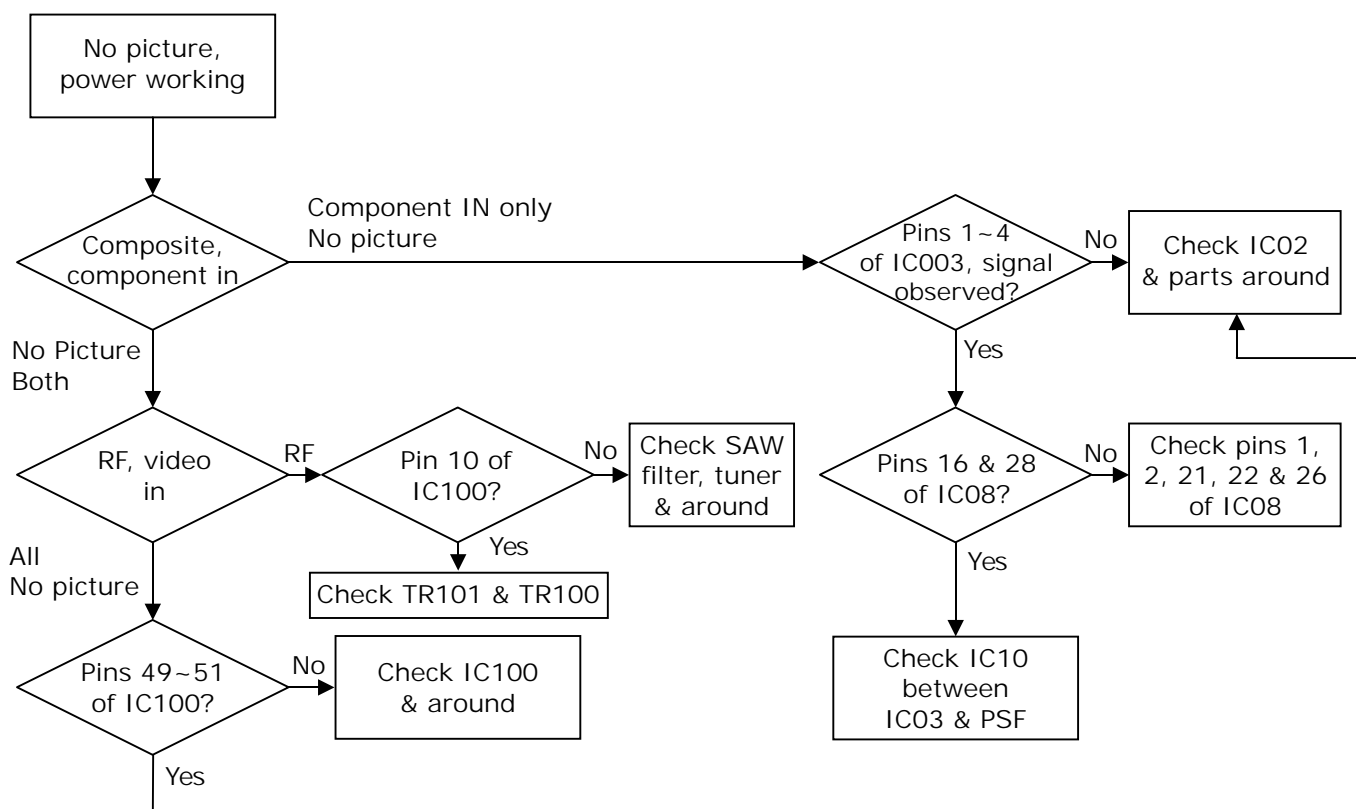 No picture,
power working
Composite,
component in
Component IN only
No picture
Pins 1~4
of IC003, signal
observed?
No
Check IC02
& parts around
No Picture
Both
Yes
RF, video
in
RF
Pin 10 of
IC100?
No
Check SAW
filter, tuner
& around
Yes
Check TR101 & TR100
Pins 16 & 28
of IC08?
No
Check pins 1,
2, 21, 22 & 26
of IC08
Yes
All
No picture
Pins 49~51
of IC100?
No
Check IC100
& around
Check IC10
between
IC03 & PSF
Yes